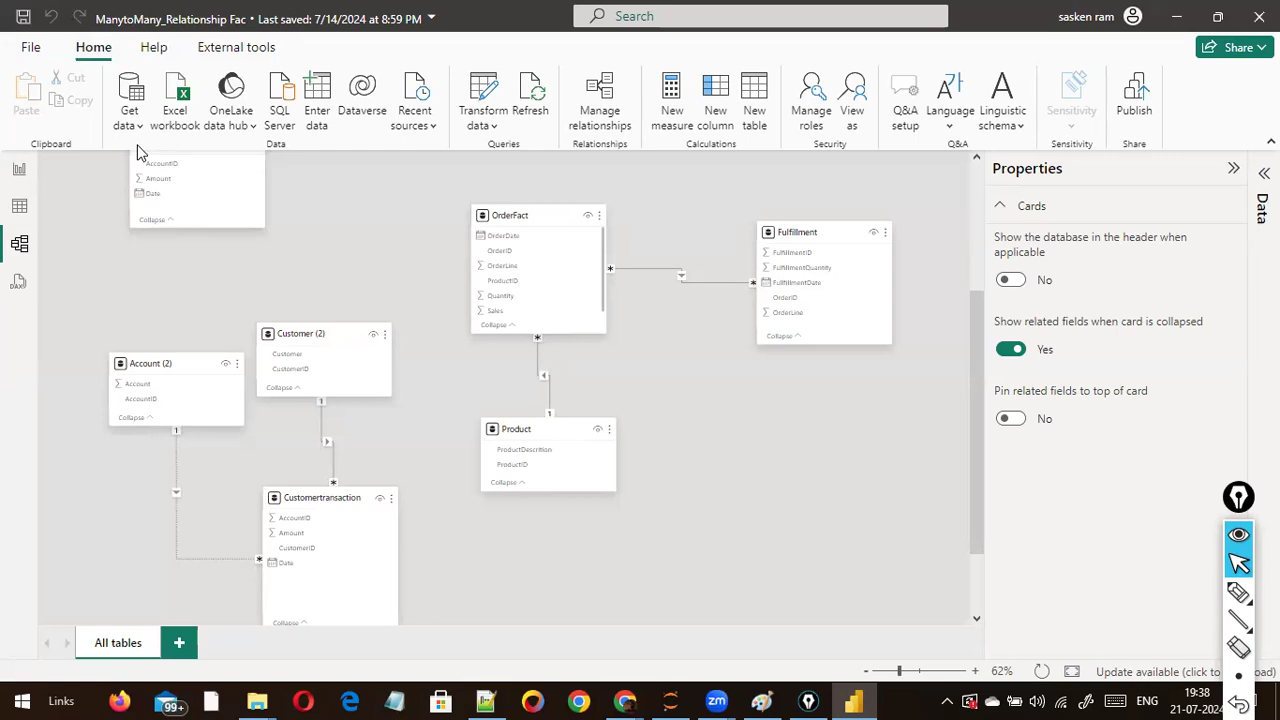 ManytoMany_Relationship Fac • Last saved: 7/14/2024 at 8:59 PM
Search
sasken ram
File
Home
Help
External tools
Share
Paste
Cut
Copy
Get data
Excel workbook
OneLake data hub
SQL Server
Enter data
Dataverse
Recent sources
Transform data
Refresh
Manage relationships
New measure
New column
New table
Manage roles
View as
Q&A setup
Language
Linguistic schema
Sensitivity
Publish
Clipboard
Data
Queries
Relationships
Calculations
Security
Q&A
Sensitivity
Share
AccountID
Amount
Date
Collapse
OrderFact
OrderDate
OrderID
OrderLine
ProductID
Quantity
Sales
Collapse
Fulfillment
FulfillmentID
FulfillmentQuantity
FulfillmentDate
OrderID
OrderLine
Collapse
Customer (2)
Customer
CustomerID
Collapse
Account (2)
Account
AccountID
Collapse
Product
ProductDescrition
ProductID
Collapse
Customertransaction
AccountID
Amount
CustomerID
Date
Collapse
1
1
1
*
*
*
*
*
Properties
Cards
Show the database in the header when applicable
No
Show related fields when card is collapsed
Yes
Pin related fields to top of card
No
Data
All tables
62%
Update available (click to
Links
99+
ENG
19:38
21-07-2024